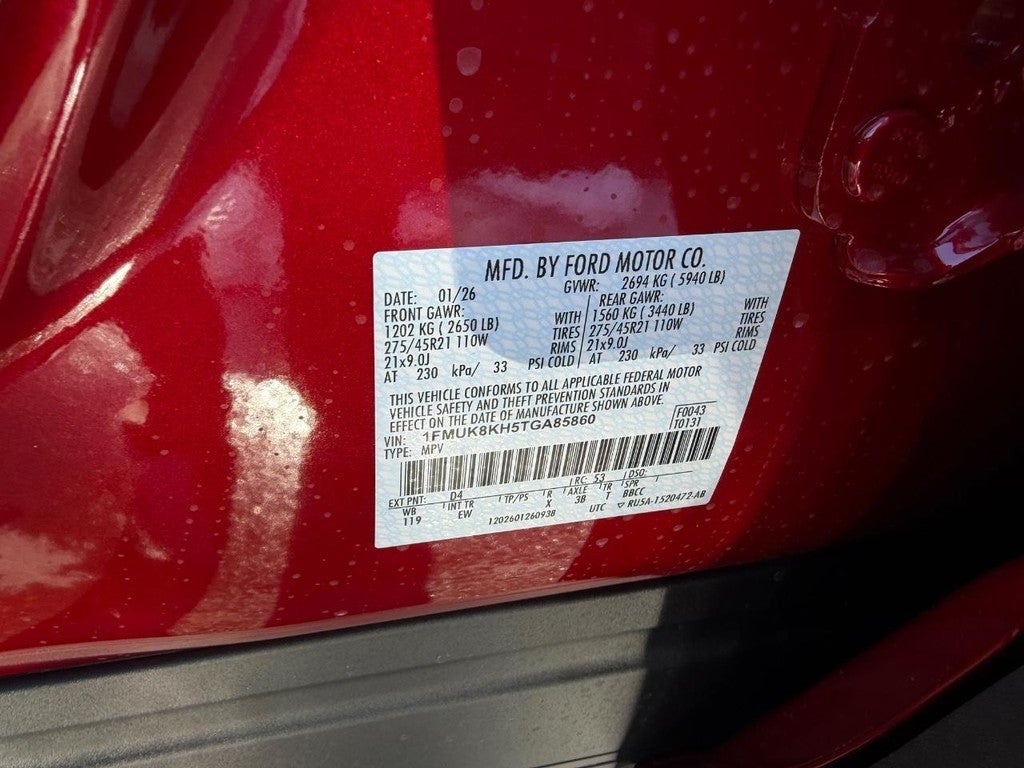 MFD. BY FORD MOTOR CO.
DATE: 01/26 GVWR: 2694 KG ( 5940 LB)
FRONT GAWR: REAR GAWR:
1202 KG ( 2650 LB) WITH 1560 KG ( 3440 LB) WITH
275/45R21 110W TIRES 275/45R21 110W TIRES
21x9.0J RIMS 21x9.0J RIMS
AT 230 kPa/ 33 PSI COLD AT 230 kPa/ 33 PSI COLD
THIS VEHICLE CONFORMS TO ALL APPLICABLE FEDERAL MOTOR
VEHICLE SAFETY AND THEFT PREVENTION STANDARDS IN
EFFECT ON THE DATE OF MANUFACTURE SHOWN ABOVE.
VIN: 1FMUK8KH5TGA85860 F0043
TYPE: MPV T0131
EXT PNT: D4 RC: 53 DSO:
WB INT TR TP/PS R AXLE TR SPR
119 EW X 3B T BBCC
1202601260938 UTC ▽ RU5A-1520472-AB